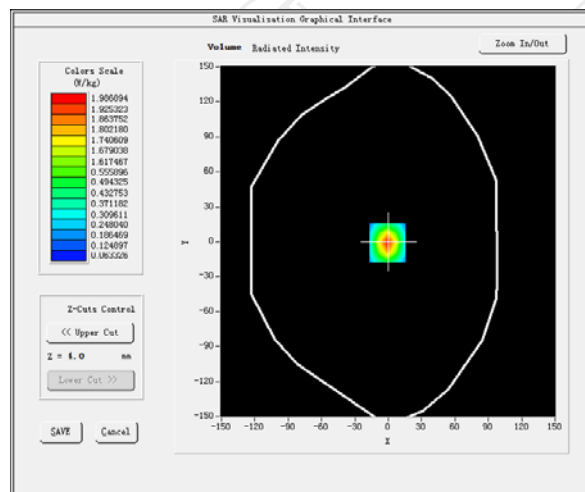 SAR Visualisation Graphical Interface
Volume Radiated Intensity
Zoom In/Out
Colors Scale
(W/kg)
1.986894
1.925323
1.863752
1.802180
1.740609
1.679038
1.617467
0.555896
0.494325
0.432753
0.371182
0.309611
0.248040
0.186469
0.124897
0.063326
150
120
90
60
30
0
-30
-60
-90
-120
-150
Y
-150 -120 -90 -60 -30 0 30 60 90 120 150
X
Z-Cuts Control
<< Upper Cut
Z = 4.0 mm
Lower Cut >>
SAVE Cancel